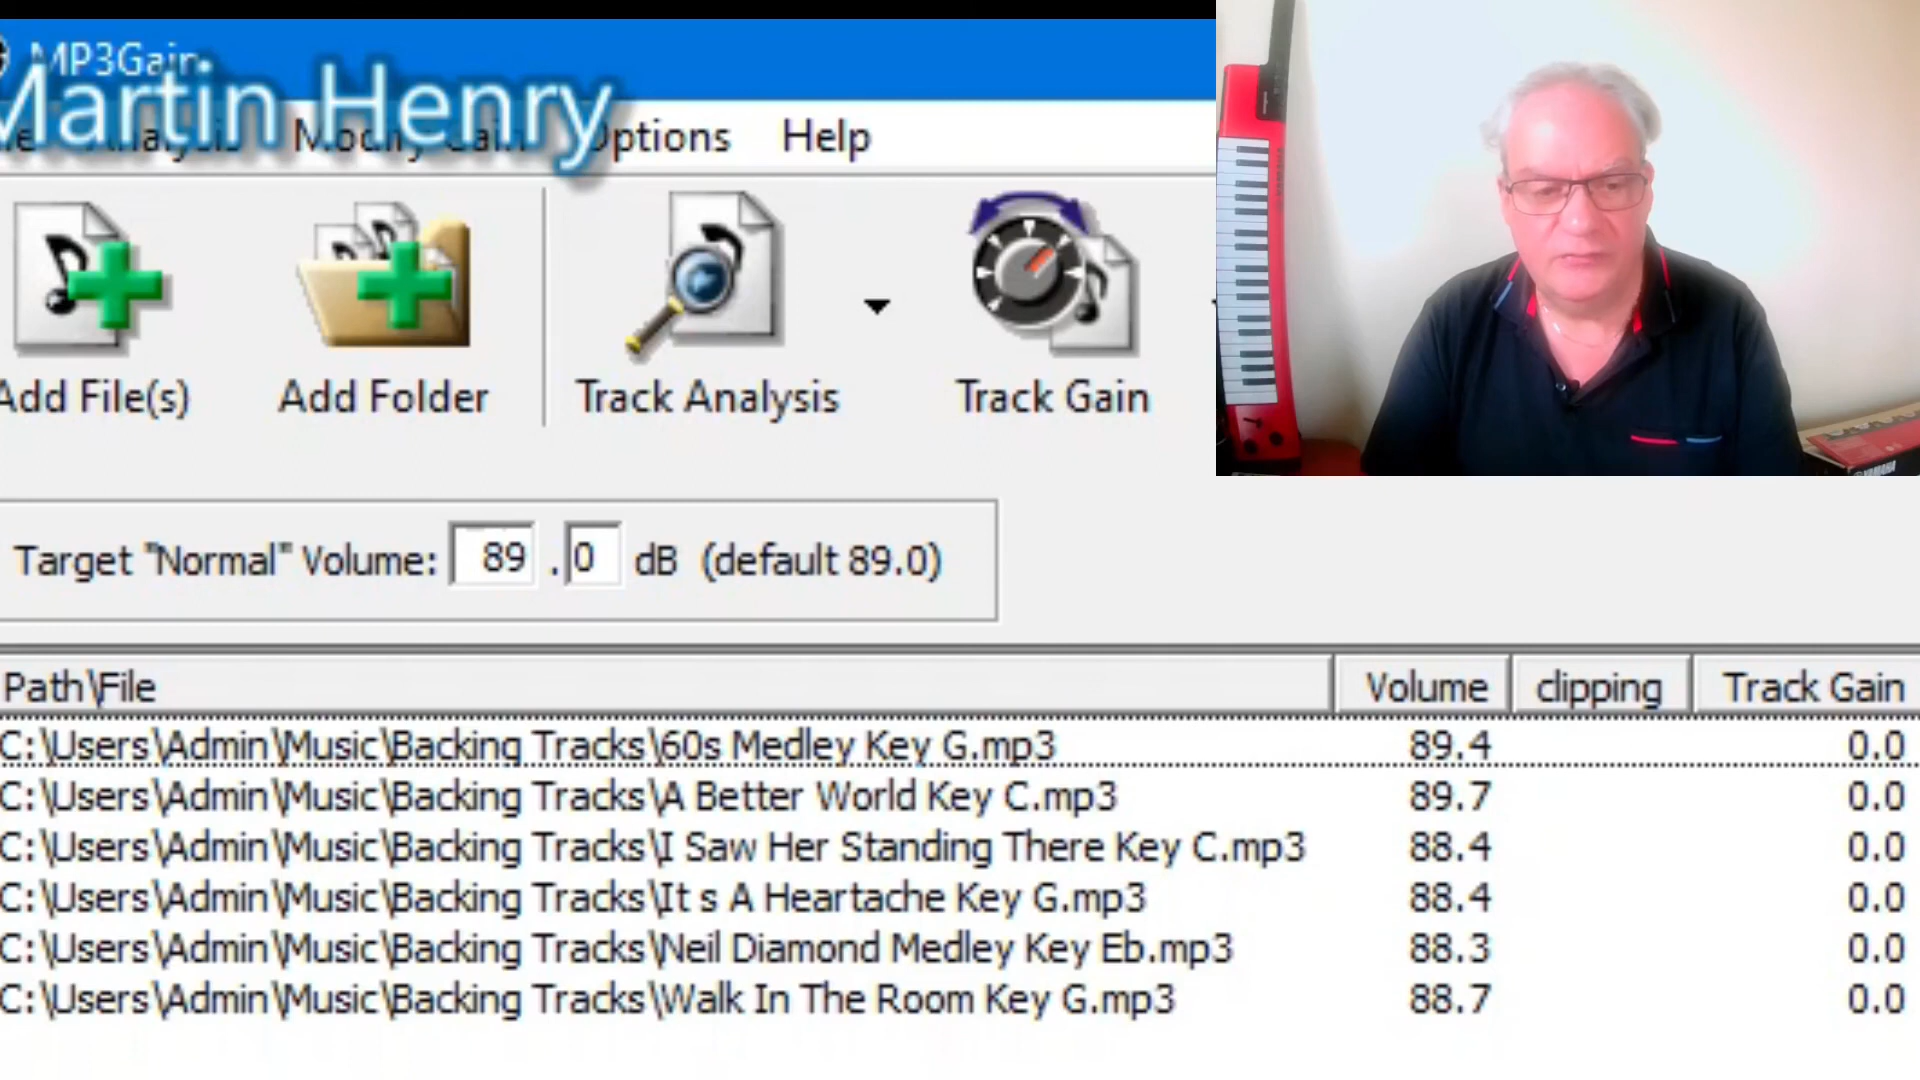 MP3Gain
Martin Henry
Options Help
Add File(s) Add Folder Track Analysis Track Gain
Target "Normal" Volume: 89 . 0 dB (default 89.0)
Path\File Volume clipping Track Gain
C:\Users\Admin\Music\Backing Tracks\60s Medley Key G.mp3 89.4 0.0
C:\Users\Admin\Music\Backing Tracks\A Better World Key C.mp3 89.7 0.0
C:\Users\Admin\Music\Backing Tracks\I Saw Her Standing There Key C.mp3 88.4 0.0
C:\Users\Admin\Music\Backing Tracks\It s A Heartache Key G.mp3 88.4 0.0
C:\Users\Admin\Music\Backing Tracks\Neil Diamond Medley Key Eb.mp3 88.3 0.0
C:\Users\Admin\Music\Backing Tracks\Walk In The Room Key G.mp3 88.7 0.0
YAMAHA